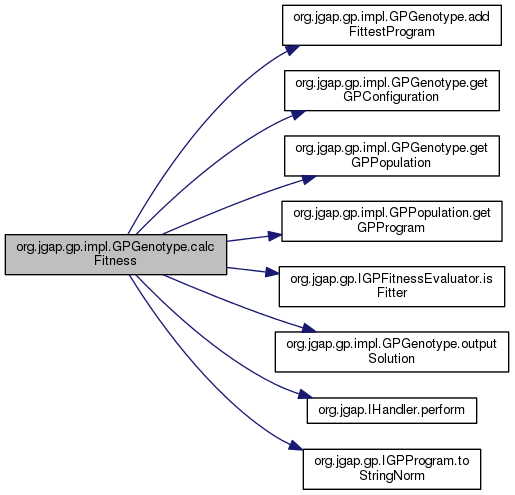 org.jgap.gp.impl.GPGenotype.add
FittestProgram
org.jgap.gp.impl.GPGenotype.get
GPConfiguration
org.jgap.gp.impl.GPGenotype.get
GPPopulation
org.jgap.gp.impl.GPPopulation.get
GPProgram
org.jgap.gp.impl.GPGenotype.calc
Fitness
org.jgap.gp.IGPFitnessEvaluator.is
Fitter
org.jgap.gp.impl.GPGenotype.output
Solution
org.jgap.IHandler.perform
org.jgap.gp.IGPProgram.to
StringNorm